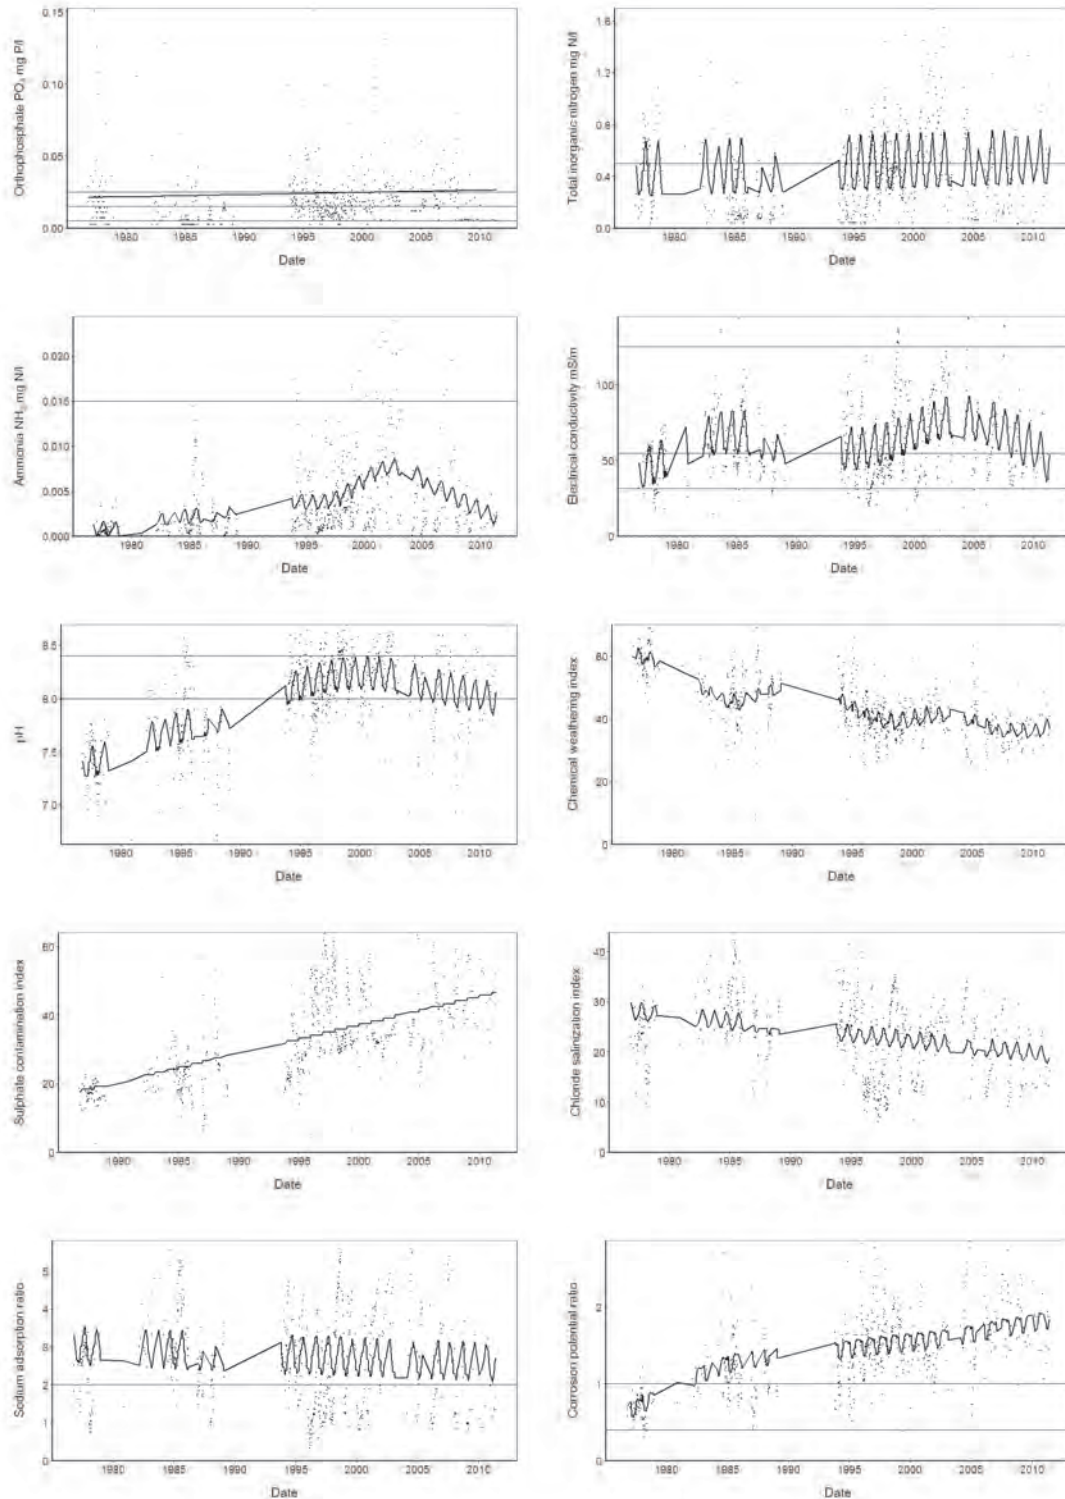 Orthophosphate PO4 mg P/l
0.15
0.10
0.05
0.00
1980 1985 1990 1995 2000 2005 2010
Date
Total inorganic nitrogen mg N/l
1.6
1.2
0.8
0.4
0.0
1980 1985 1990 1995 2000 2005 2010
Date
Ammonia NH3 mg N/l
0.020
0.015
0.010
0.005
0.000
1980 1985 1990 1995 2000 2005 2010
Date
Electrical conductivity mS/m
100
50
0
1980 1985 1990 1995 2000 2005 2010
Date
pH
8.5
8.0
7.5
7.0
1980 1985 1990 1995 2000 2005 2010
Date
Chemical weathering index
60
40
20
0
1980 1985 1990 1995 2000 2005 2010
Date
Sulphate contamination index
60
40
20
0
1980 1985 1990 1995 2000 2005 2010
Date
Chloride salinization index
40
30
20
10
0
1980 1985 1990 1995 2000 2005 2010
Date
Sodium adsorption ratio
5
4
3
2
1
0
1980 1985 1990 1995 2000 2005 2010
Date
Corrosion potential ratio
2
1
0
1980 1985 1990 1995 2000 2005 2010
Date